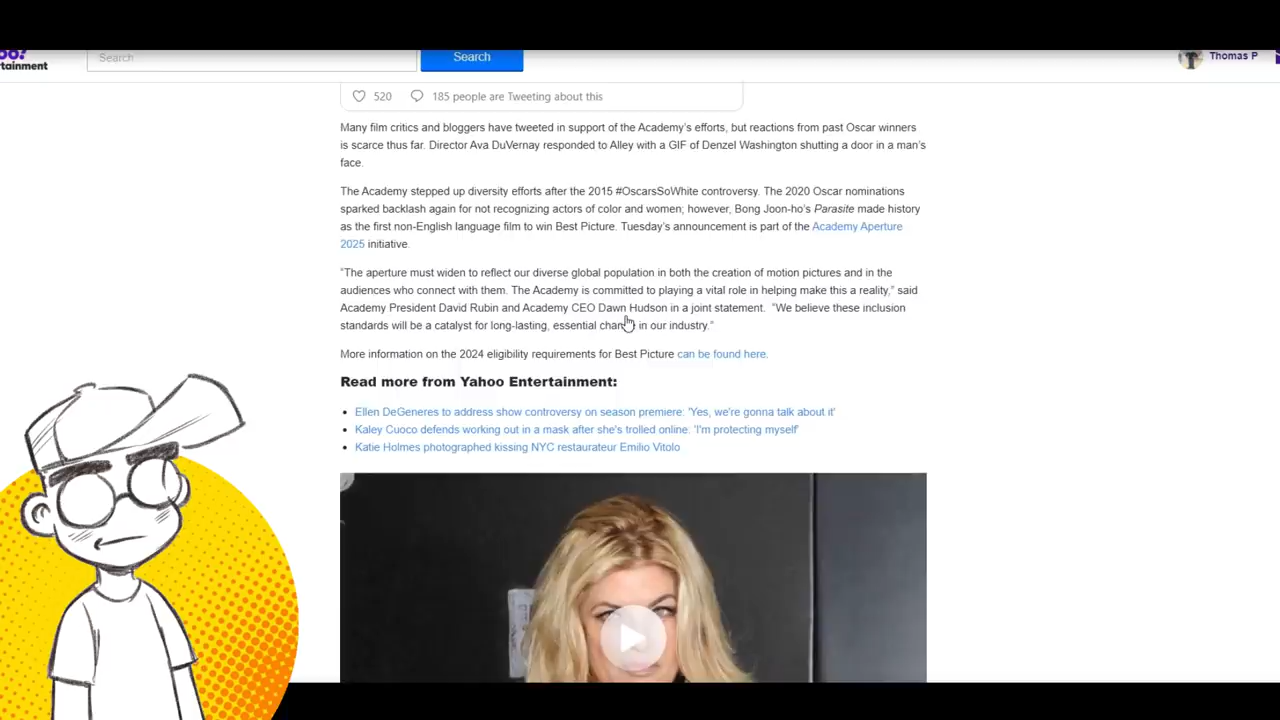 tainment
Search
Search
Thomas P
520
185 people are Tweeting about this
Many film critics and bloggers have tweeted in support of the Academy's efforts, but reactions from past Oscar winners
is scarce thus far. Director Ava DuVernay responded to Alley with a GIF of Denzel Washington shutting a door in a man's
face.
The Academy stepped up diversity efforts after the 2015 #OscarsSoWhite controversy. The 2020 Oscar nominations
sparked backlash again for not recognizing actors of color and women; however, Bong Joon-ho's Parasite made history
as the first non-English language film to win Best Picture. Tuesday's announcement is part of the Academy Aperture
2025 initiative.
"The aperture must widen to reflect our diverse global population in both the creation of motion pictures and in the
audiences who connect with them. The Academy is committed to playing a vital role in helping make this a reality," said
Academy President David Rubin and Academy CEO Dawn Hudson in a joint statement. "We believe these inclusion
standards will be a catalyst for long-lasting, essential change in our industry."
More information on the 2024 eligibility requirements for Best Picture can be found here.
Read more from Yahoo Entertainment:
• Ellen DeGeneres to address show controversy on season premiere: 'Yes, we're gonna talk about it'
• Kaley Cuoco defends working out in a mask after she's trolled online: 'I'm protecting myself'
• Katie Holmes photographed kissing NYC restaurateur Emilio Vitolo